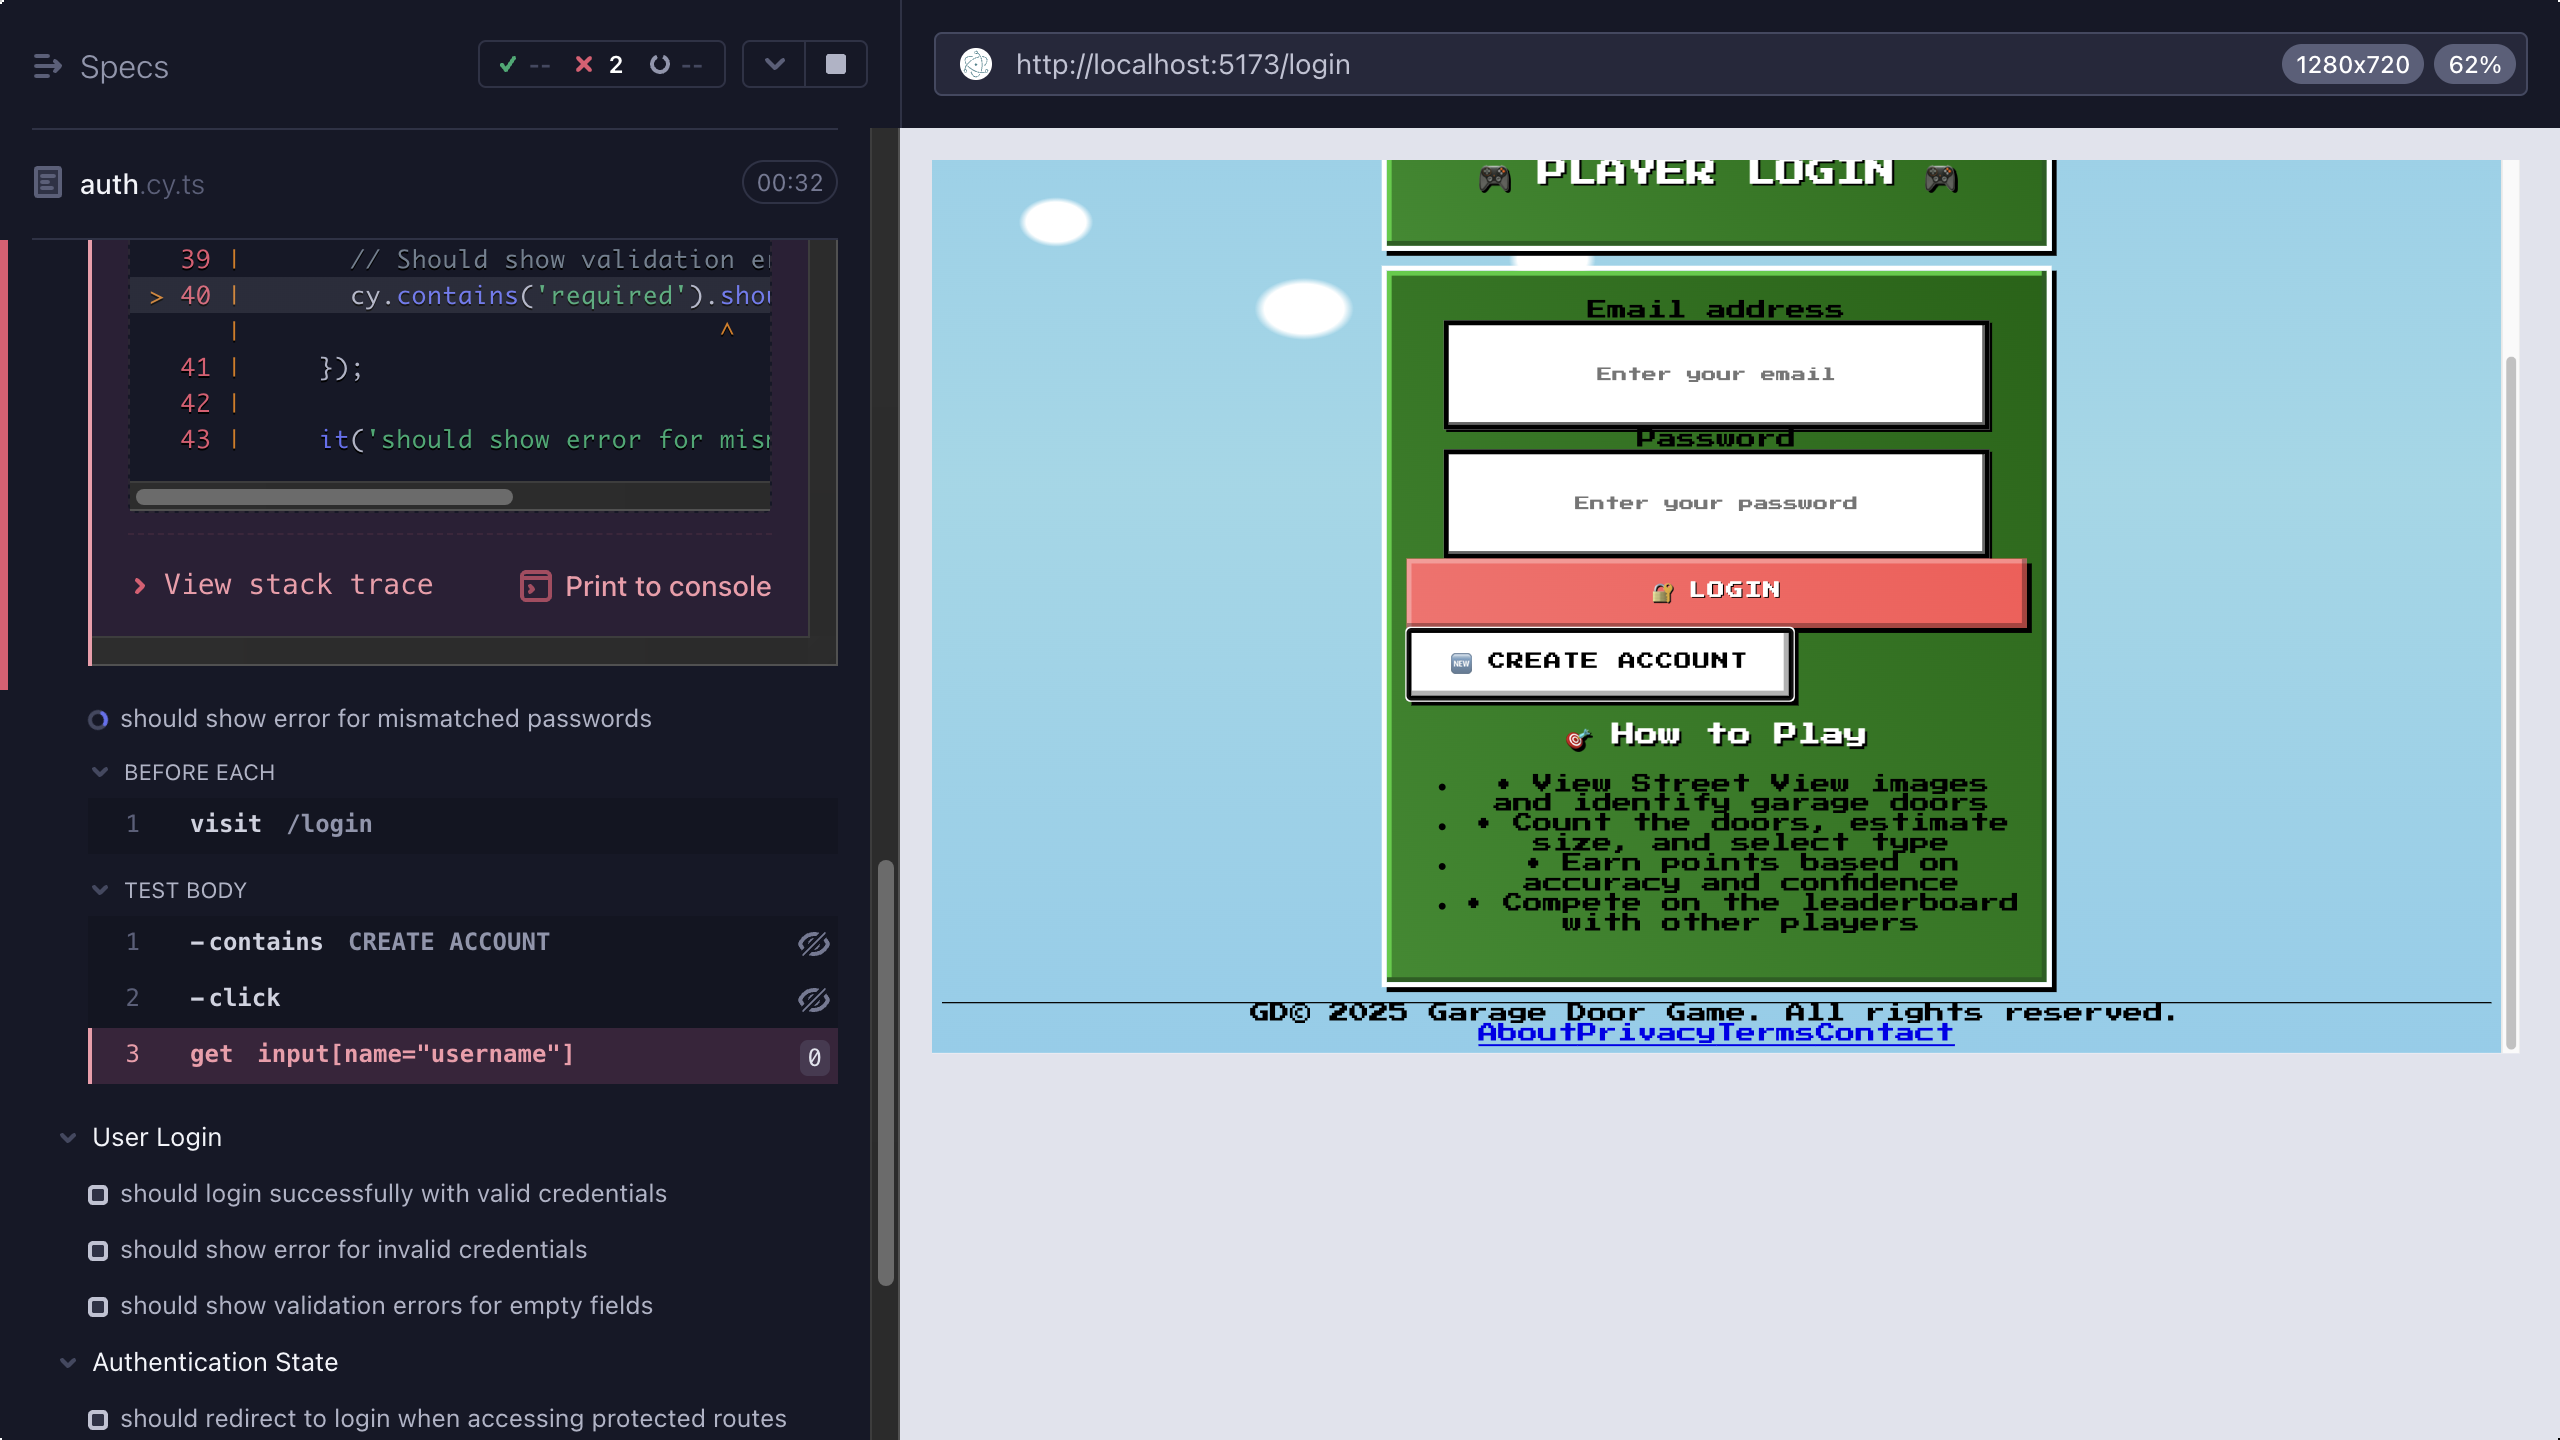 Specs
-- 2 --
auth.cy.ts
00:32
39 | // Should show validation
> 40 | cy.contains('required').shou
| ^
41 | });
42 |
43 | it('should show error for mism
View stack trace
Print to console
should show error for mismatched passwords
BEFORE EACH
1 visit /login
TEST BODY
1 -contains CREATE ACCOUNT
2 -click
3 get input[name="username"] 0
User Login
should login successfully with valid credentials
should show error for invalid credentials
should show validation errors for empty fields
Authentication State
should redirect to login when accessing protected routes
http://localhost:5173/login
1280x720
62%
🎮 PLAYER LOGIN 🎮
Email address
Enter your email
Password
Enter your password
🔐 LOGIN
🆕 CREATE ACCOUNT
🎯 How to Play
• • View Street View images
and identify garage doors
• • Count the doors, estimate
size, and select type
• • Earn points based on
accuracy and confidence
• • Compete on the leaderboard
with other players
GD© 2025 Garage Door Game. All rights reserved.
AboutPrivacyTermsContact